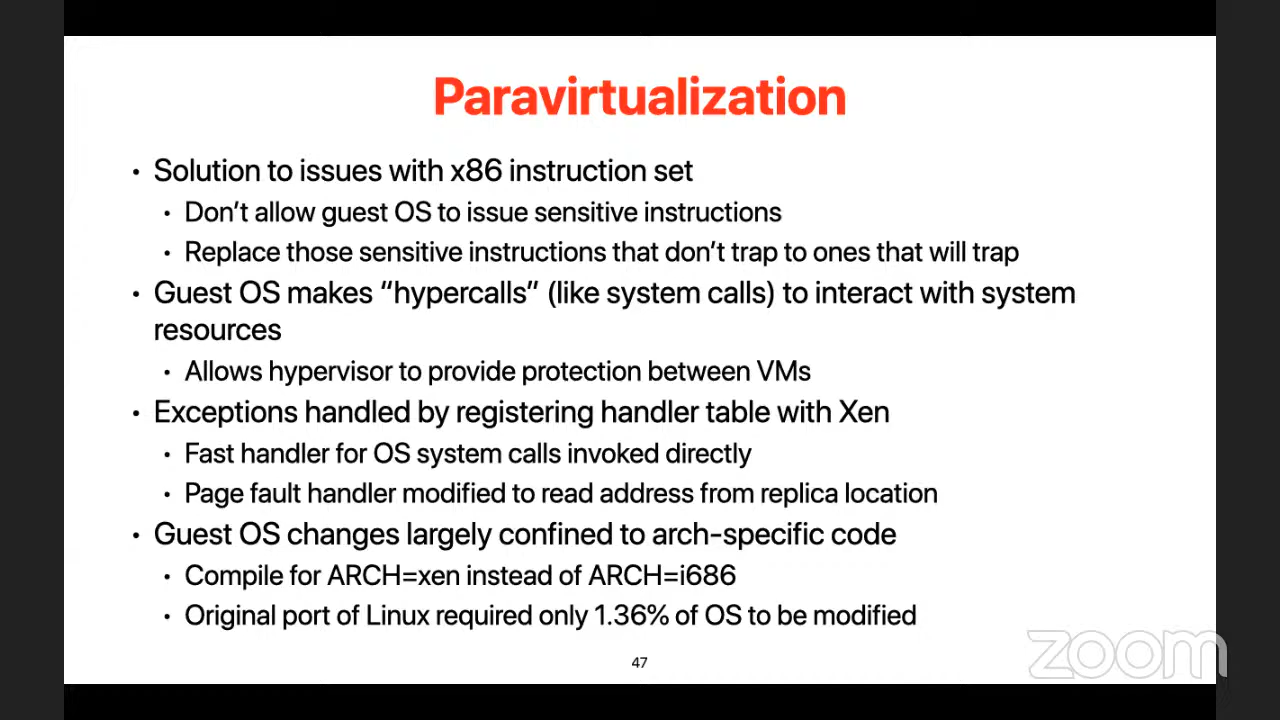 Paravirtualization
• Solution to issues with x86 instruction set
• Don’t allow guest OS to issue sensitive instructions
• Replace those sensitive instructions that don’t trap to ones that will trap
• Guest OS makes “hypercalls” (like system calls) to interact with system
resources
• Allows hypervisor to provide protection between VMs
• Exceptions handled by registering handler table with Xen
• Fast handler for OS system calls invoked directly
• Page fault handler modified to read address from replica location
• Guest OS changes largely confined to arch-specific code
• Compile for ARCH=xen instead of ARCH=i686
• Original port of Linux required only 1.36% of OS to be modified
47
zoom